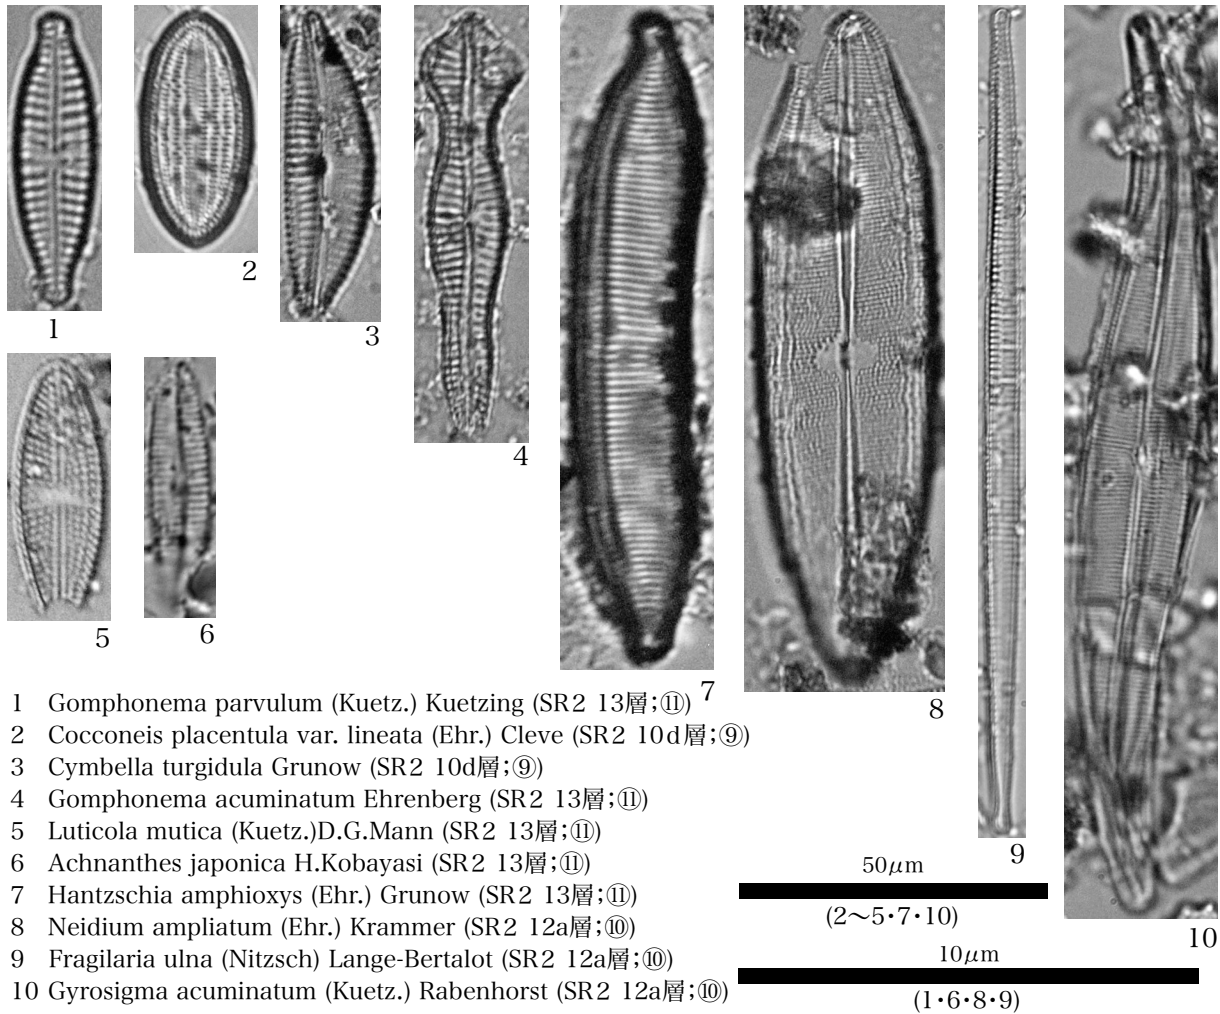 1
2
3
4
5
6
7
8
9
10
1 Gomphonema parvulum (Kuetz.) Kuetzing (SR2 13層;⑪)
2 Cocconeis placentula var. lineata (Ehr.) Cleve (SR2 10d層;⑨)
3 Cymbella turgidula Grunow (SR2 10d層;⑨)
4 Gomphonema acuminatum Ehrenberg (SR2 13層;⑪)
5 Luticola mutica (Kuetz.)D.G.Mann (SR2 13層;⑪)
6 Achnanthes japonica H.Kobayasi (SR2 13層;⑪)
7 Hantzschia amphioxys (Ehr.) Grunow (SR2 13層;⑪)
8 Neidium ampliatum (Ehr.) Krammer (SR2 12a層;⑩)
9 Fragilaria ulna (Nitzsch) Lange-Bertalot (SR2 12a層;⑩)
10 Gyrosigma acuminatum (Kuetz.) Rabenhorst (SR2 12a層;⑩)
50μm
(2～5・7・10)
10μm
(1・6・8・9)